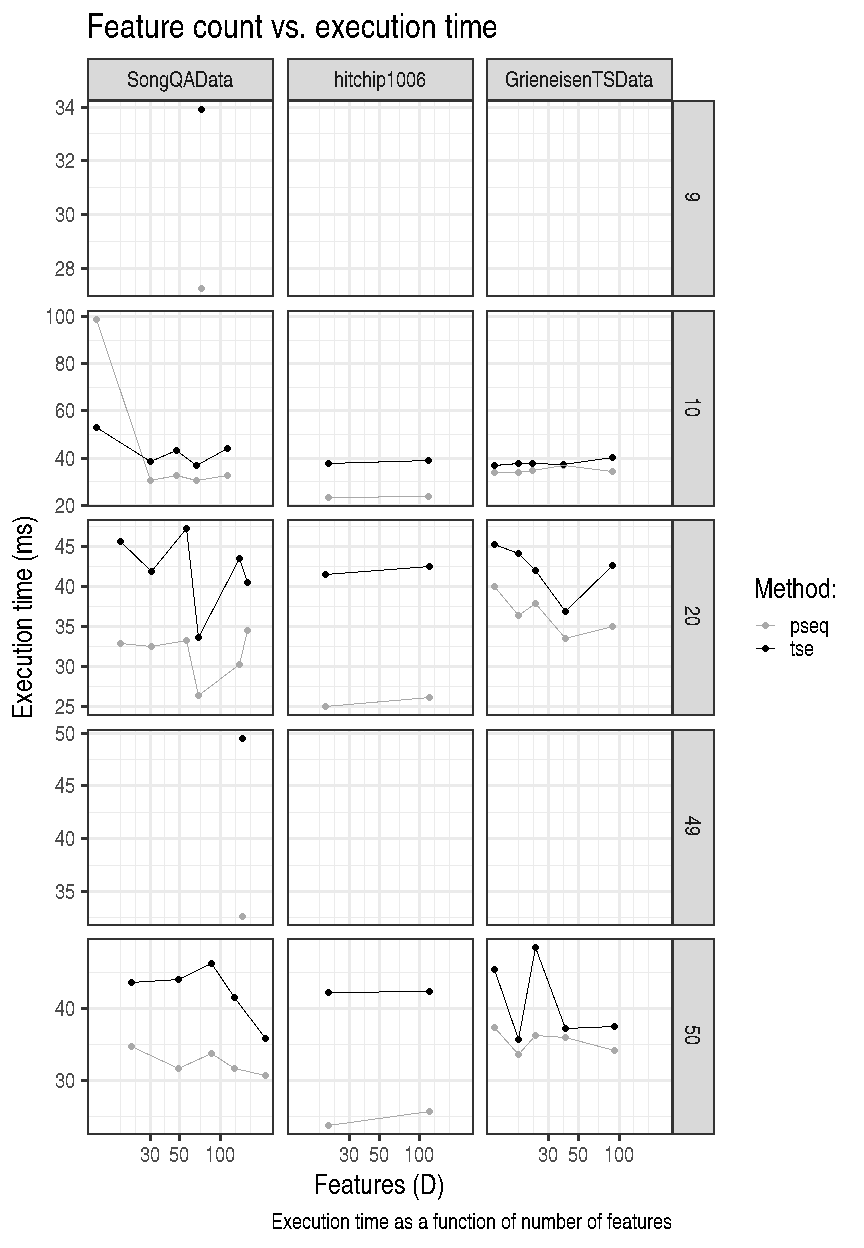 Feature count vs. execution time
SongQAData
hitchip1006
GrieneisenTSData
34
32
30
28
9
100
80
60
40
20
10
45
40
35
30
25
20
50
45
40
35
49
40
30
50
30 50 100
30 50 100
30 50 100
Execution time (ms)
Features (D)
Method:
pseq
tse
Execution time as a function of number of features